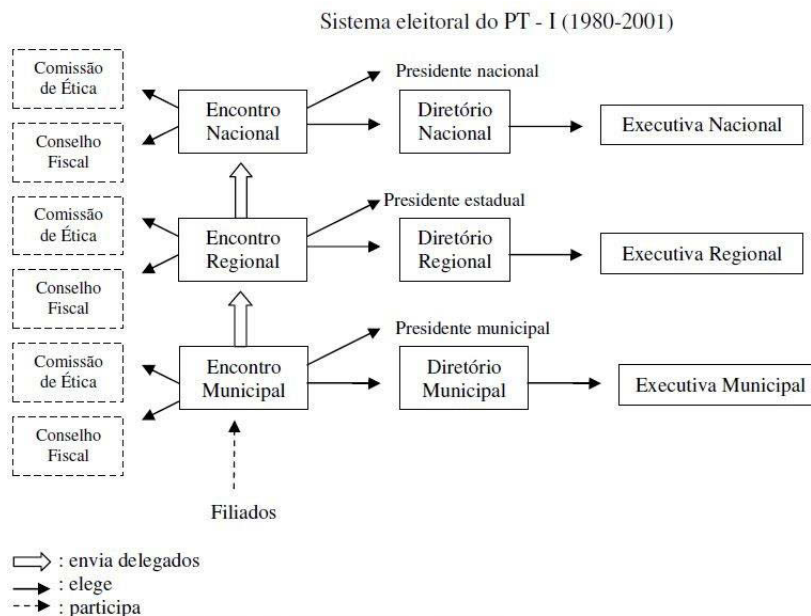 Sistema eleitoral do PT - I (1980-2001)
Comissão
de Ética
Conselho
Fiscal
Encontro
Nacional
Presidente nacional
Diretório
Nacional
Executiva Nacional
Comissão
de Ética
Conselho
Fiscal
Encontro
Regional
Presidente estadual
Diretório
Regional
Executiva Regional
Comissão
de Ética
Conselho
Fiscal
Encontro
Municipal
Presidente municipal
Diretório
Municipal
Executiva Municipal
Filiados
: envia delegados
: elege
: participa